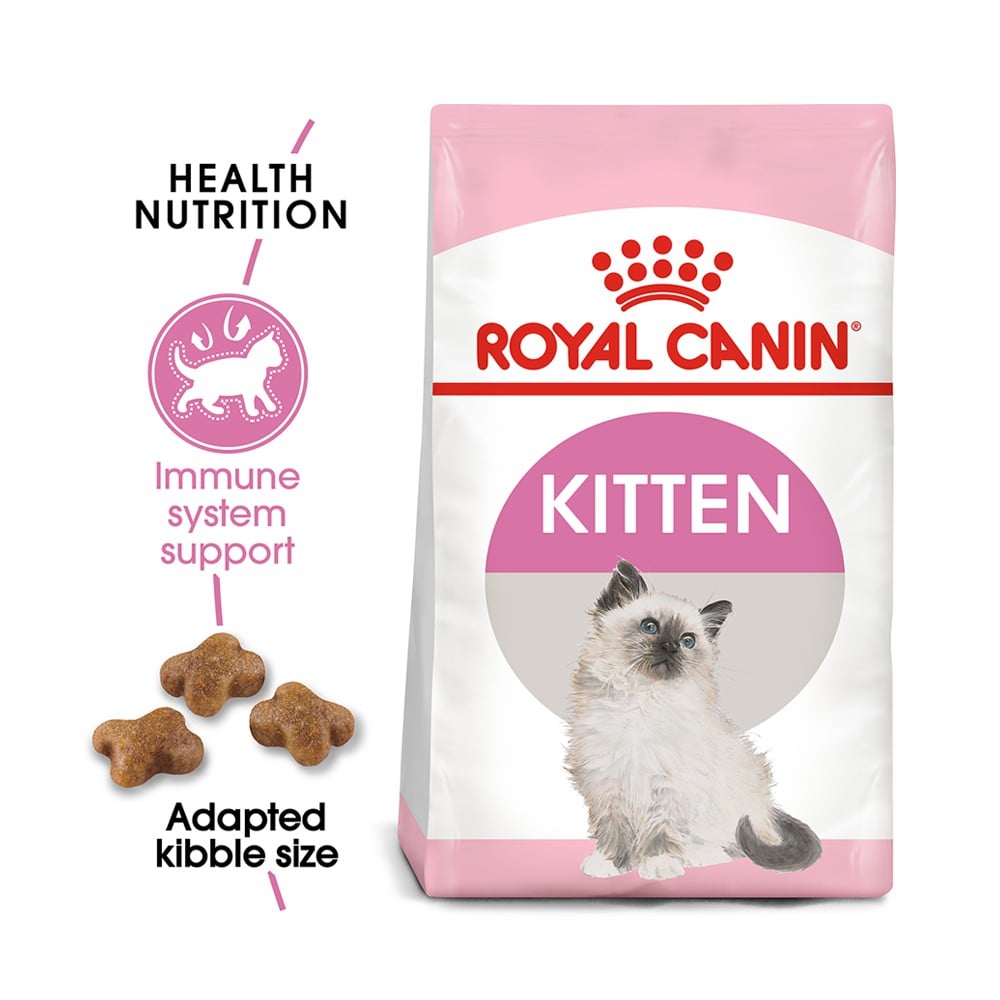 HEALTH
NUTRITION
Immune
system
support
Adapted
kibble size
ROYAL CANIN®
KITTEN